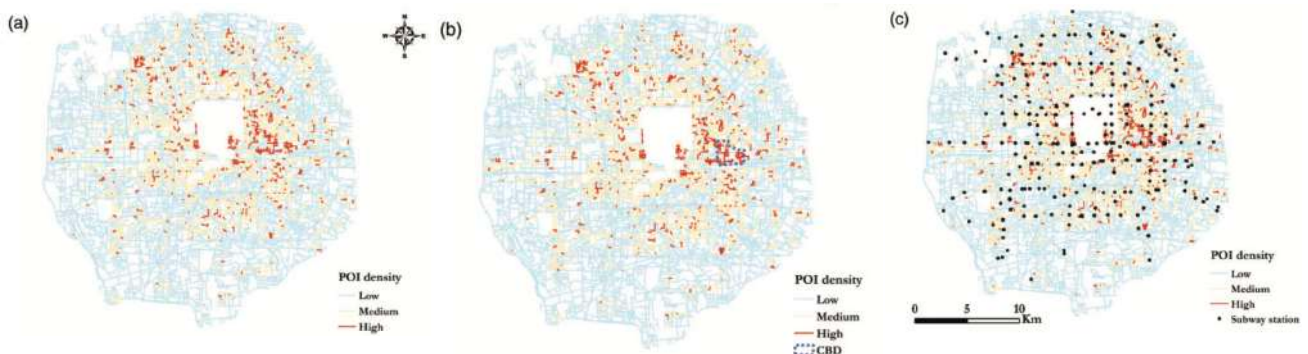 (a)
N
W
E
S
POI density
Low
Medium
High
(b)
POI density
Low
Medium
High
CBD
(c)
POI density
Low
Medium
High
Subway station
0 5 10
Km